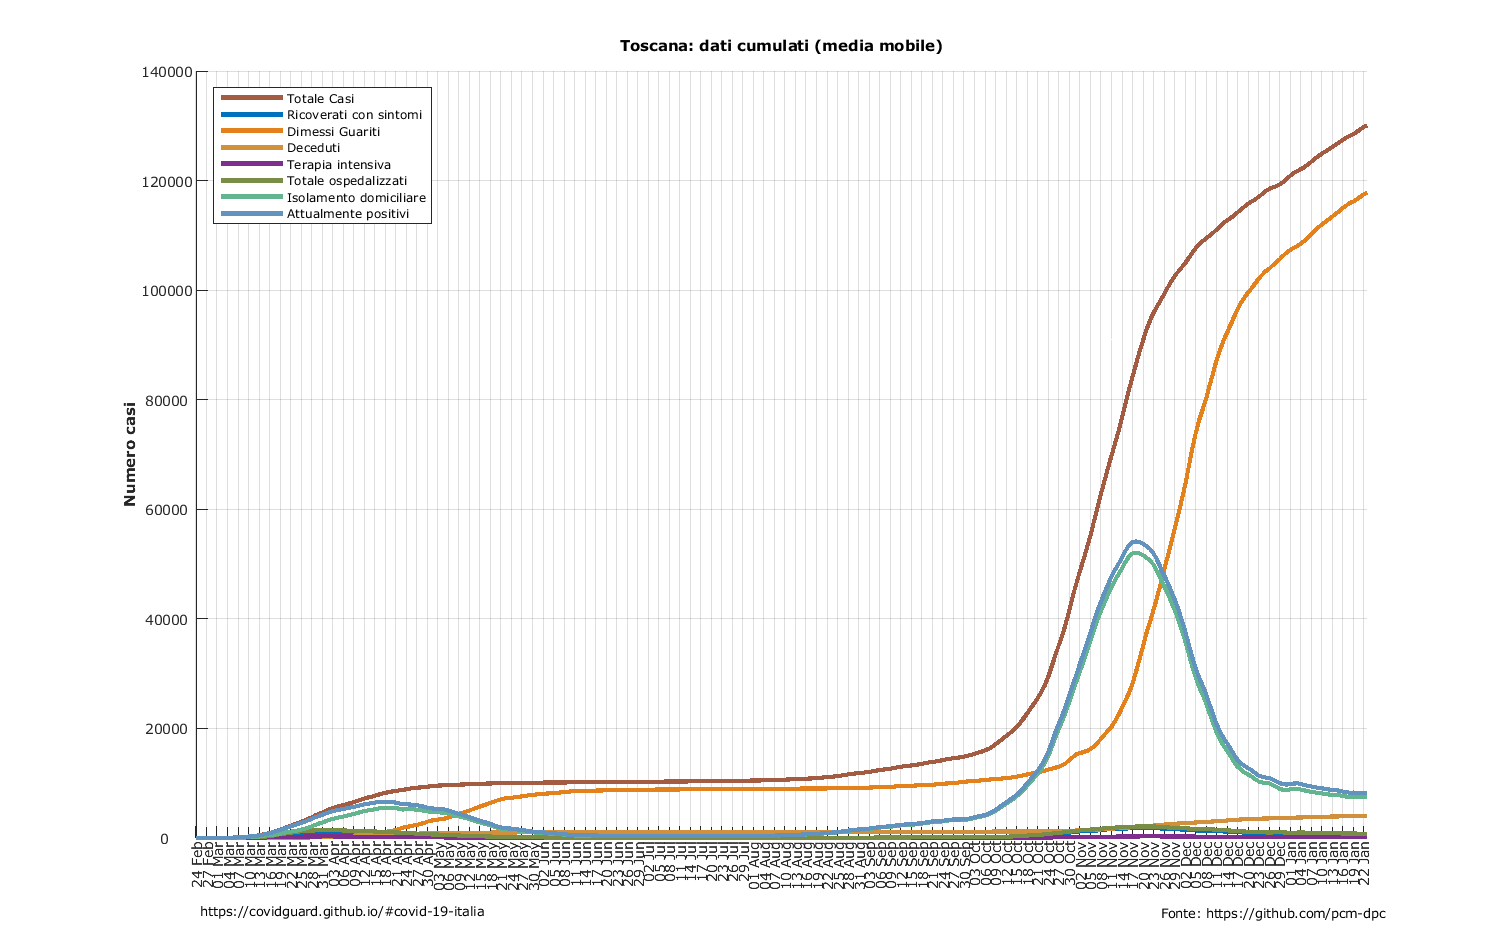 Toscana: dati cumulati (media mobile)
140000
120000
100000
80000
60000
40000
20000
0
Numero casi
Totale Casi
Ricoverati con sintomi
Dimessi Guariti
Deceduti
Terapia intensiva
Totale ospedalizzati
Isolamento domiciliare
Attualmente positivi
24 Feb
27 Feb
01 Mar
04 Mar
07 Mar
10 Mar
13 Mar
16 Mar
19 Mar
22 Mar
25 Mar
28 Mar
31 Mar
03 Apr
06 Apr
09 Apr
12 Apr
15 Apr
18 Apr
21 Apr
24 Apr
27 Apr
30 Apr
03 May
06 May
09 May
12 May
15 May
18 May
21 May
24 May
27 May
30 May
02 Jun
05 Jun
08 Jun
11 Jun
14 Jun
17 Jun
20 Jun
23 Jun
26 Jun
29 Jun
02 Jul
05 Jul
08 Jul
11 Jul
14 Jul
17 Jul
20 Jul
23 Jul
26 Jul
29 Jul
01 Aug
04 Aug
07 Aug
10 Aug
13 Aug
16 Aug
19 Aug
22 Aug
25 Aug
28 Aug
31 Aug
03 Sep
06 Sep
09 Sep
12 Sep
15 Sep
18 Sep
21 Sep
24 Sep
27 Sep
30 Sep
03 Oct
06 Oct
09 Oct
12 Oct
15 Oct
18 Oct
21 Oct
24 Oct
27 Oct
30 Oct
02 Nov
05 Nov
08 Nov
11 Nov
14 Nov
17 Nov
20 Nov
23 Nov
26 Nov
29 Nov
02 Dec
05 Dec
08 Dec
11 Dec
14 Dec
17 Dec
20 Dec
23 Dec
26 Dec
29 Dec
01 Jan
04 Jan
07 Jan
10 Jan
13 Jan
16 Jan
19 Jan
22 Jan
https://covidguard.github.io/#covid-19-italia
Fonte: https://github.com/pcm-dpc